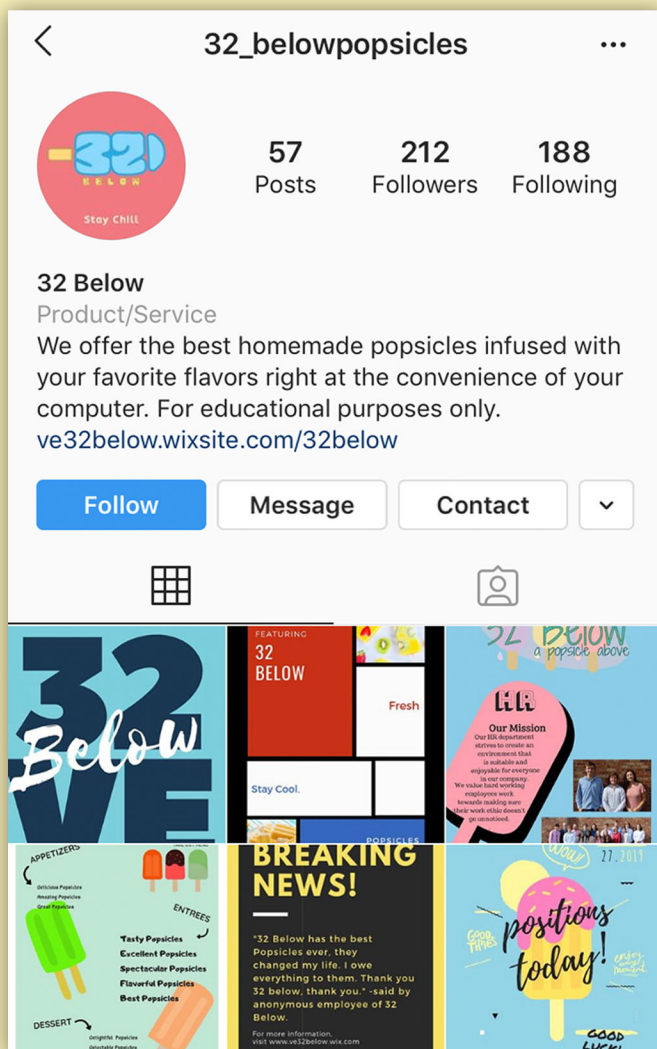 32_belowpopsicles
32
BELOW
Stay Chill
57
Posts
212
Followers
188
Following
32 Below
Product/Service
We offer the best homemade popsicles infused with
your favorite flavors right at the convenience of your
computer. For educational purposes only.
ve32below.wixsite.com/32below
Follow
Message
Contact
32
Below
VE
FEATURING
32
BELOW
Fresh
Stay Cool.
POPSICLES
32 Below
a popsicle above
HR
Our Mission
Our HR department
strives to create an
environment that
is suitable and
enjoyable for everyone
in our company.
We value hard working
employees work
towards making sure
their work ethic doesn't
go unnoticed.
APPETIZERS
Delicious Popsicles
Amazing Popsicles
Great Popsicles
ENTREES
Tasty Popsicles
Excellent Popsicles
Spectacular Popsicles
Flavorful Popsicles
Best Popsicles
DESSERT
Delightful Popsicles
Delectable Popsicles
BREAKING
NEWS!
"32 Below has the best
Popsicles ever, they
changed my life. I owe
everything to them. Thank you
32 below, thank you." -said by
anonymous employee of 32
Below.
For more information,
visit www.ve32below.wix.com
Wow!
27, 2019
positions
today!
GOOD
TIMES
enjoy
moment
GOOD
LUCK!